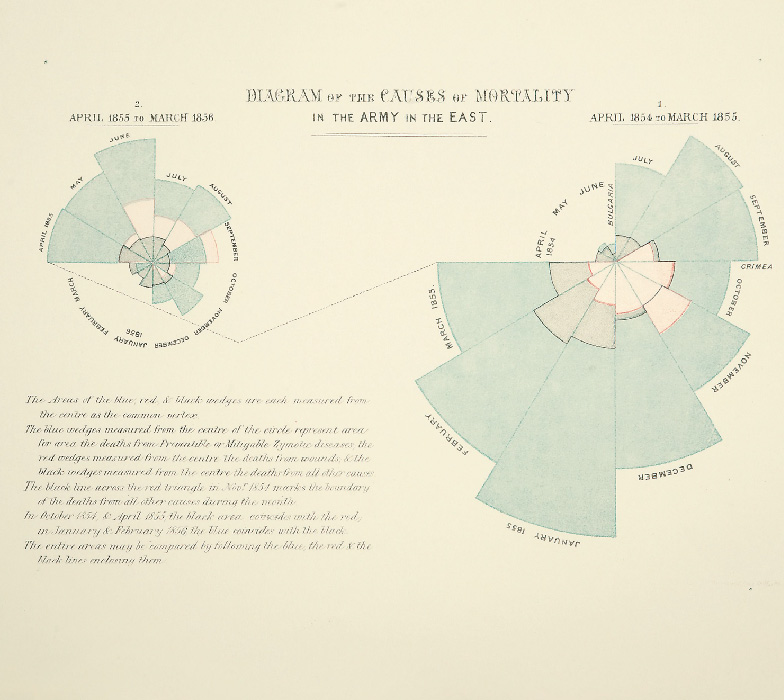 DIAGRAM OF THE CAUSES OF MORTALITY
IN THE ARMY IN THE EAST.
2.
APRIL 1855 TO MARCH 1856
1.
APRIL 1854 TO MARCH 1855.
APRIL 1855
MAY
JUNE
JULY
AUGUST
SEPTEMBER
OCTOBER
NOVEMBER
DECEMBER
JANUARY
1856
FEBRUARY
MARCH
APRIL
1854
MAY
JUNE
BULGARIA
JULY
AUGUST
SEPTEMBER
CRIMEA
OCTOBER
NOVEMBER
DECEMBER
JANUARY 1855
FEBRUARY
MARCH 1855
The Areas of the blue, red, & black wedges are each measured from
the centre as the common vertex.
The blue wedges measured from the centre of the circle represent area
for area the deaths from Preventible or Mitigable Zymotic diseases, the
red wedges measured from the centre the deaths from wounds, & the
black wedges measured from the centre the deaths from all other causes
The black line across the red triangle in Novr. 1854 marks the boundary
of the deaths from all other causes during the month
In October 1854, & April 1855, the black area coincides with the red,
in January & February 1856, the blue coincides with the black.
The entire areas may be compared by following the blue, the red & the
black lines enclosing them.